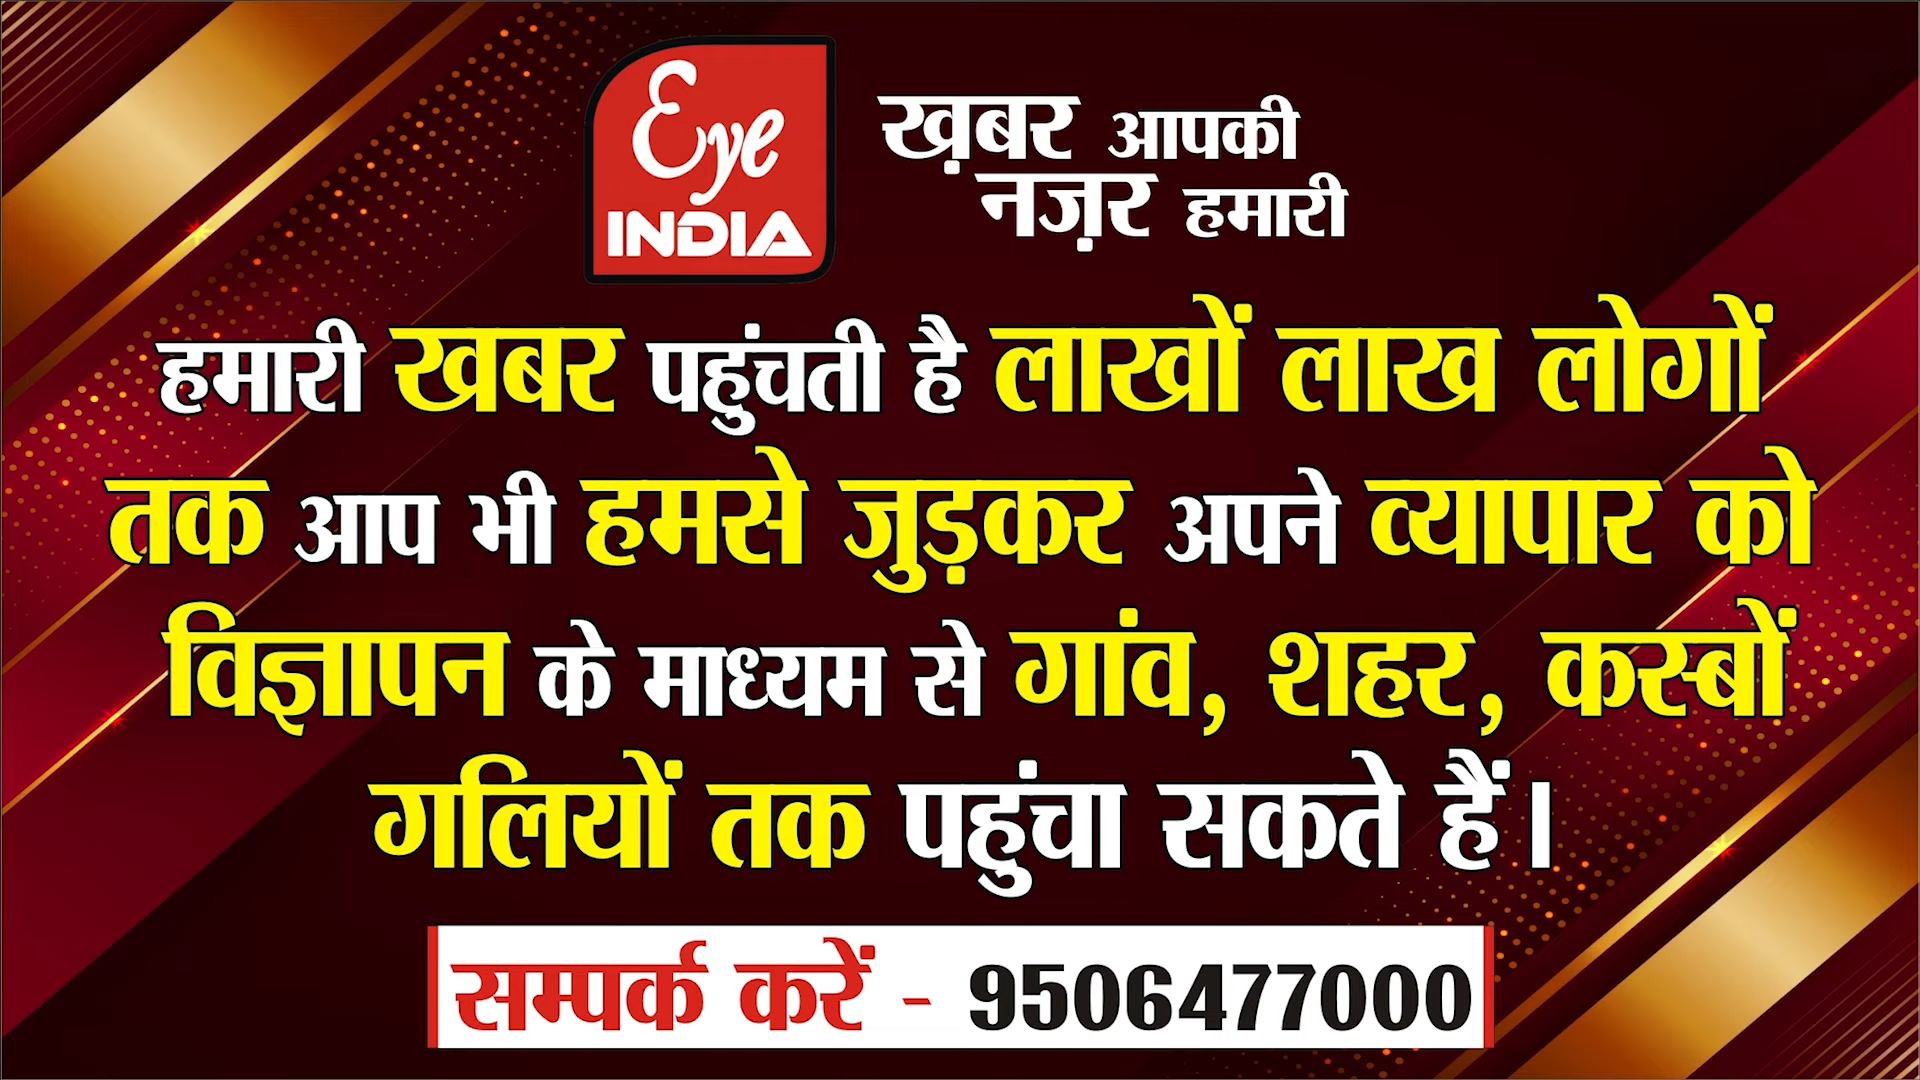 Eye
INDIA
ख़बर आपकी
नज़र हमारी
हमारी खबर पहुंचती है लाखों लाख लोगों
तक आप भी हमसे जुड़कर अपने व्यापार को
विज्ञापन के माध्यम से गांव, शहर, कस्बों
गलियों तक पहुंचा सकते हैं।
सम्पर्क करें - 9506477000